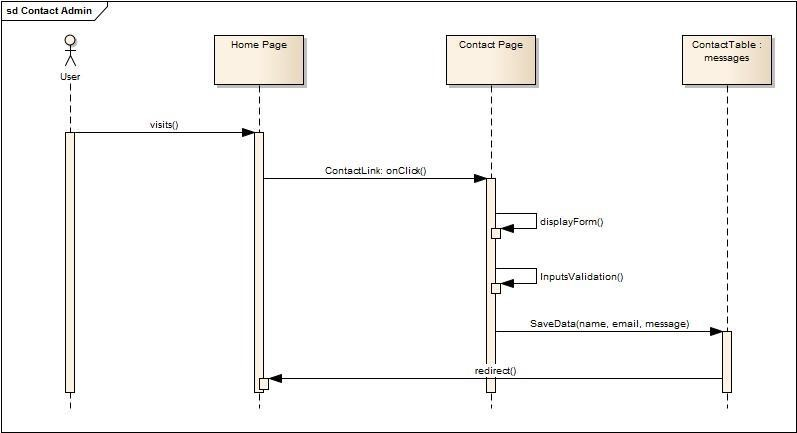 sd Contact Admin
User
Home Page
Contact Page
ContactTable :
messages
visits()
ContactLink: onClick()
displayForm()
InputsValidation()
SaveData(name, email, message)
redirect()